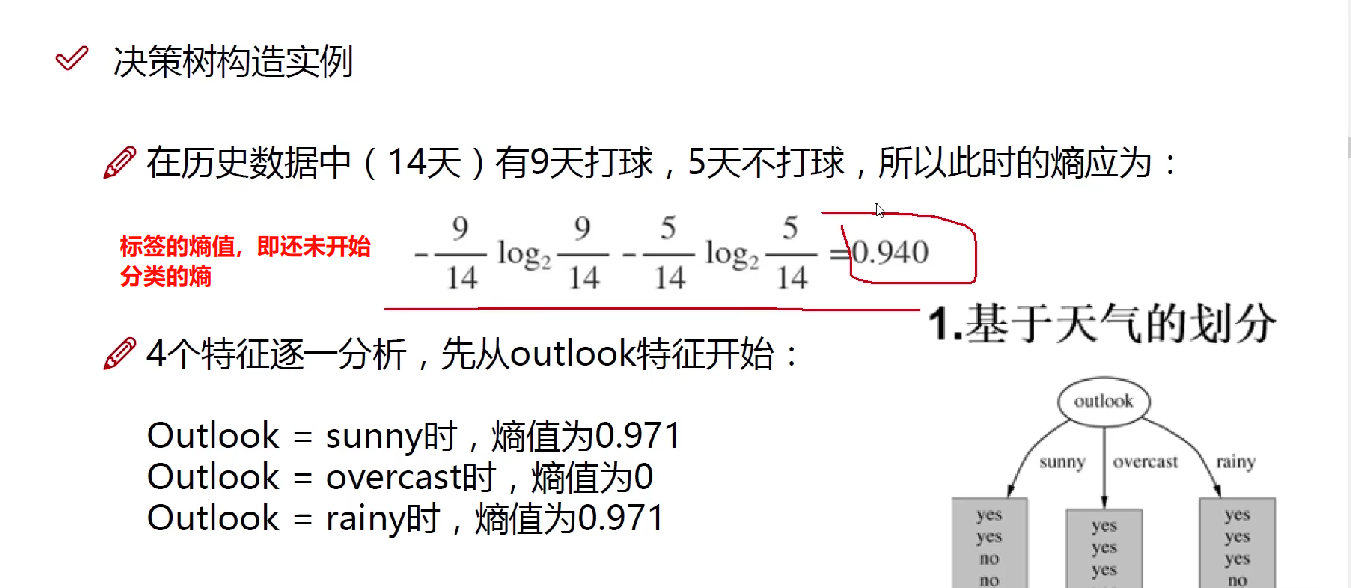 决策树构造实例
在历史数据中（14天）有9天打球，5天不打球，所以此时的熵应为：
标签的熵值，即还未开始
分类的熵
-9/14 log₂ 9/14 - 5/14 log₂ 5/14 =0.940
1.基于天气的划分
4个特征逐一分析，先从outlook特征开始：
Outlook = sunny时，熵值为0.971
Outlook = overcast时，熵值为0
Outlook = rainy时，熵值为0.971
outlook
sunny overcast rainy
yes yes yes
yes yes yes
no yes yes
no no